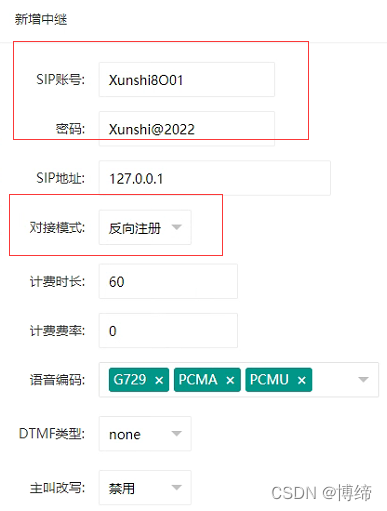 新增中继
SIP账号: Xunshi8O01
密码: Xunshi@2022
SIP地址: 127.0.0.1
对接模式: 反向注册
计费时长: 60
计费费率: 0
语音编码: G729 × PCMA × PCMU ×
DTMF类型: none
主叫改写: 禁用
CSDN @博缔